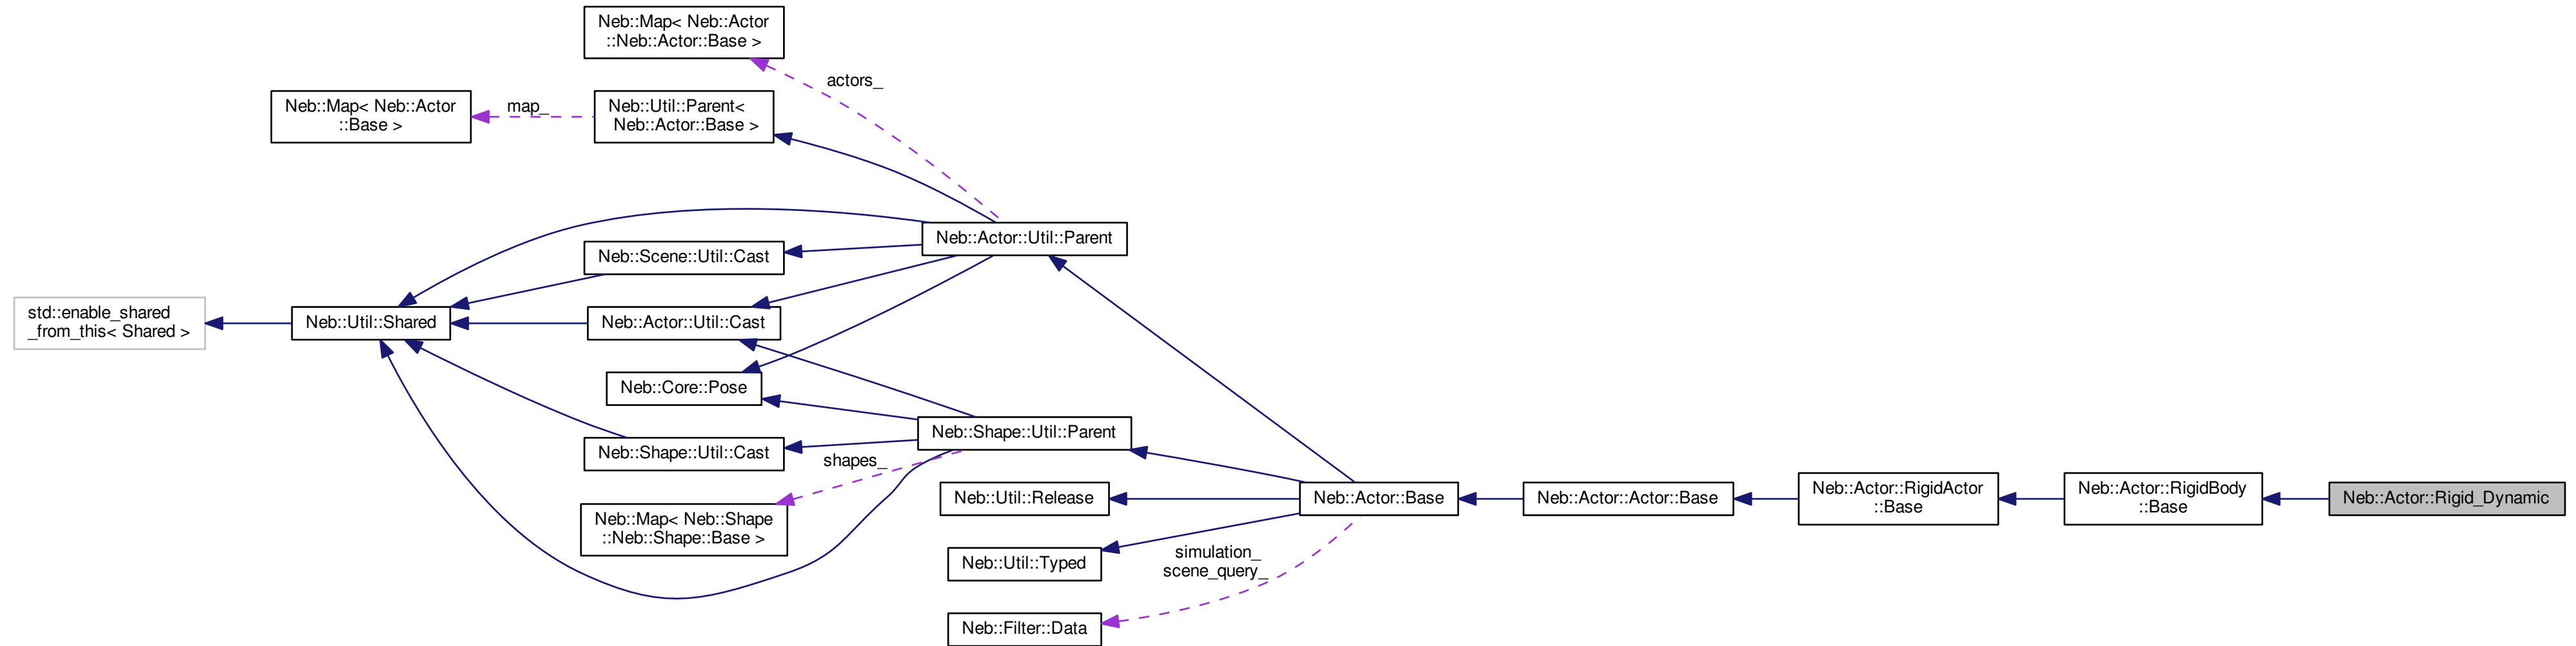 Neb::Map< Neb::Actor
::Neb::Actor::Base >
actors_
Neb::Map< Neb::Actor
::Base >
map_
Neb::Util::Parent<
Neb::Actor::Base >
Neb::Actor::Util::Parent
Neb::Scene::Util::Cast
std::enable_shared
_from_this< Shared >
Neb::Util::Shared
Neb::Actor::Util::Cast
Neb::Core::Pose
Neb::Shape::Util::Parent
Neb::Shape::Util::Cast
shapes_
Neb::Map< Neb::Shape
::Neb::Shape::Base >
Neb::Util::Release
Neb::Actor::Base
Neb::Actor::Actor::Base
Neb::Actor::RigidActor
::Base
Neb::Actor::RigidBody
::Base
Neb::Actor::Rigid_Dynamic
Neb::Util::Typed
simulation_
scene_query_
Neb::Filter::Data